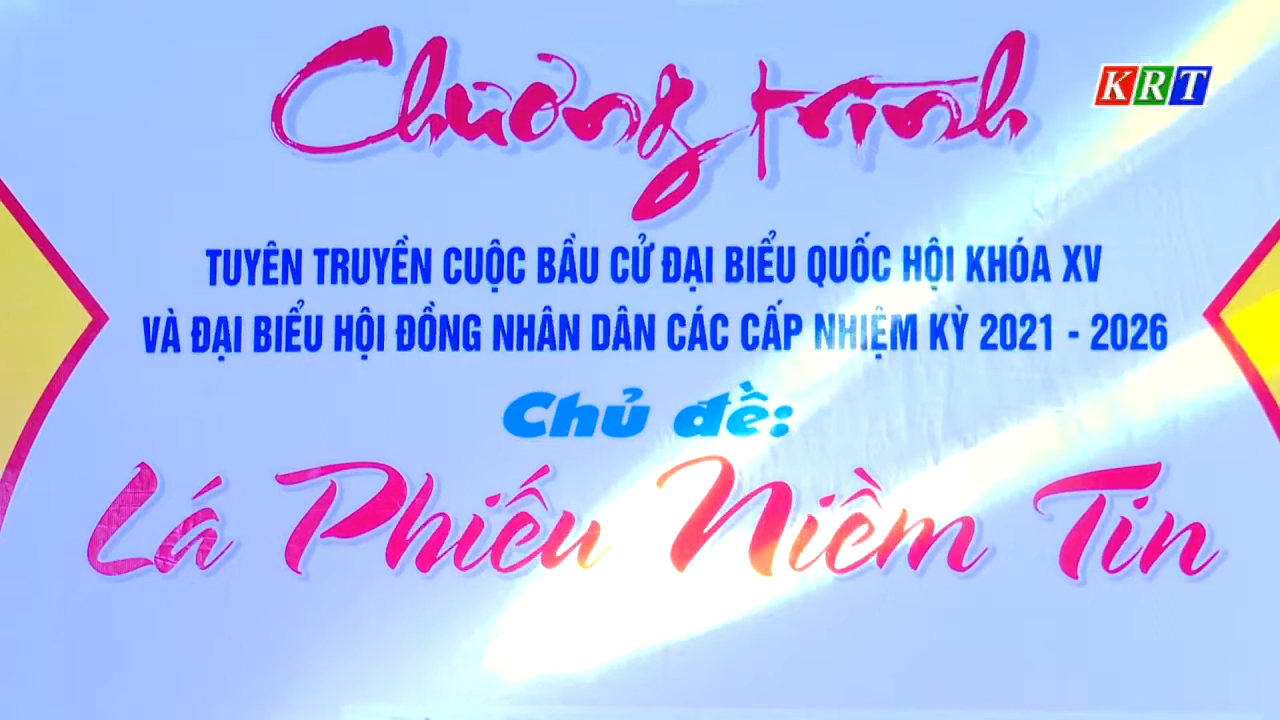 Chương trình
KRT
TUYÊN TRUYỀN CUỘC BẦU CỬ ĐẠI BIỂU QUỐC HỘI KHÓA XV
VÀ ĐẠI BIỂU HỘI ĐỒNG NHÂN DÂN CÁC CẤP NHIỆM KỲ 2021 - 2026
Chủ đề:
Lá Phiếu Niềm Tin